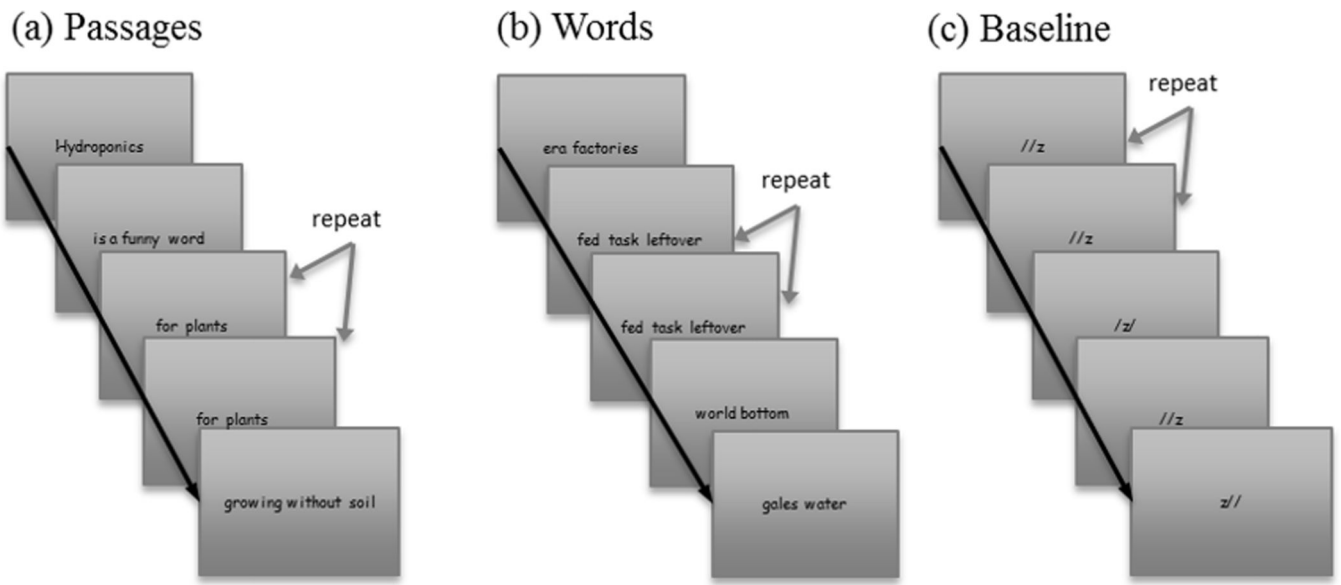 (a) Passages
Hydroponics
is a funny word
repeat
for plants
for plants
growing without soil
(b) Words
era factories
repeat
fed task leftover
fed task leftover
world bottom
gales water
(c) Baseline
repeat
//z
//z
/z/
//z
z//